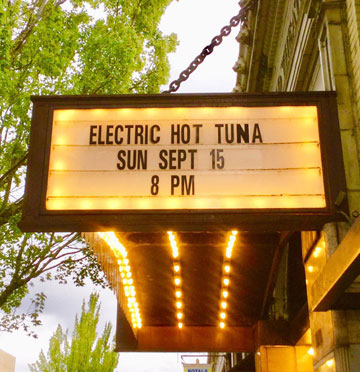 ELECTRIC HOT TUNA
SUN SEPT 15
8 PM